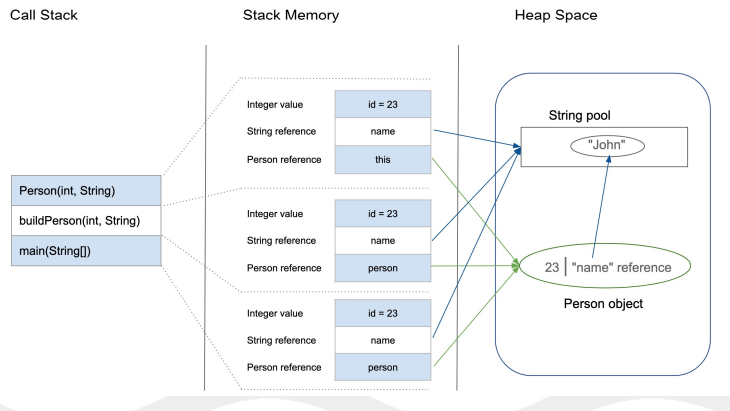 Call Stack
Stack Memory
Heap Space
Person(int, String)
buildPerson(int, String)
main(String[])
Integer value
id = 23
String reference
name
Person reference
this
Integer value
id = 23
String reference
name
Person reference
person
Integer value
id = 23
String reference
name
Person reference
person
String pool
"John"
23 | "name" reference
Person object